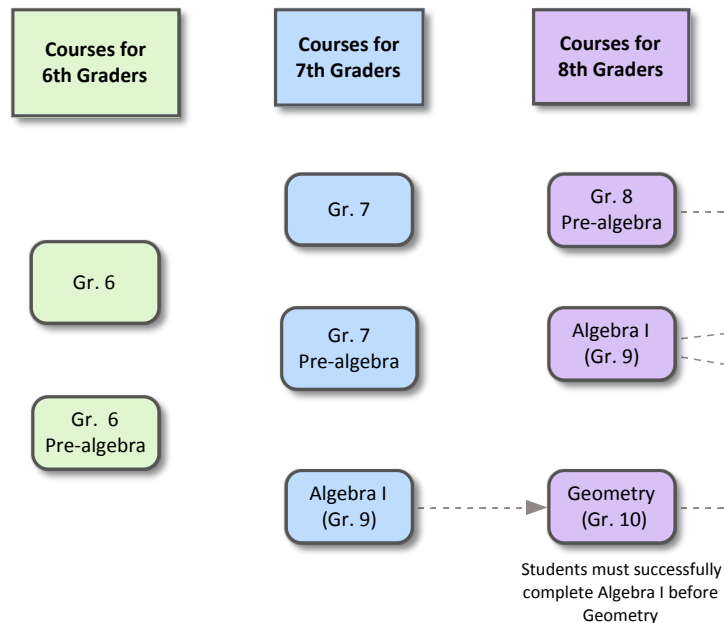 Courses for
6th Graders
Courses for
7th Graders
Courses for
8th Graders
Gr. 6
Gr. 6
Pre-algebra
Gr. 7
Gr. 7
Pre-algebra
Algebra I
(Gr. 9)
Gr. 8
Pre-algebra
Algebra I
(Gr. 9)
Geometry
(Gr. 10)
Students must successfully
complete Algebra I before
Geometry